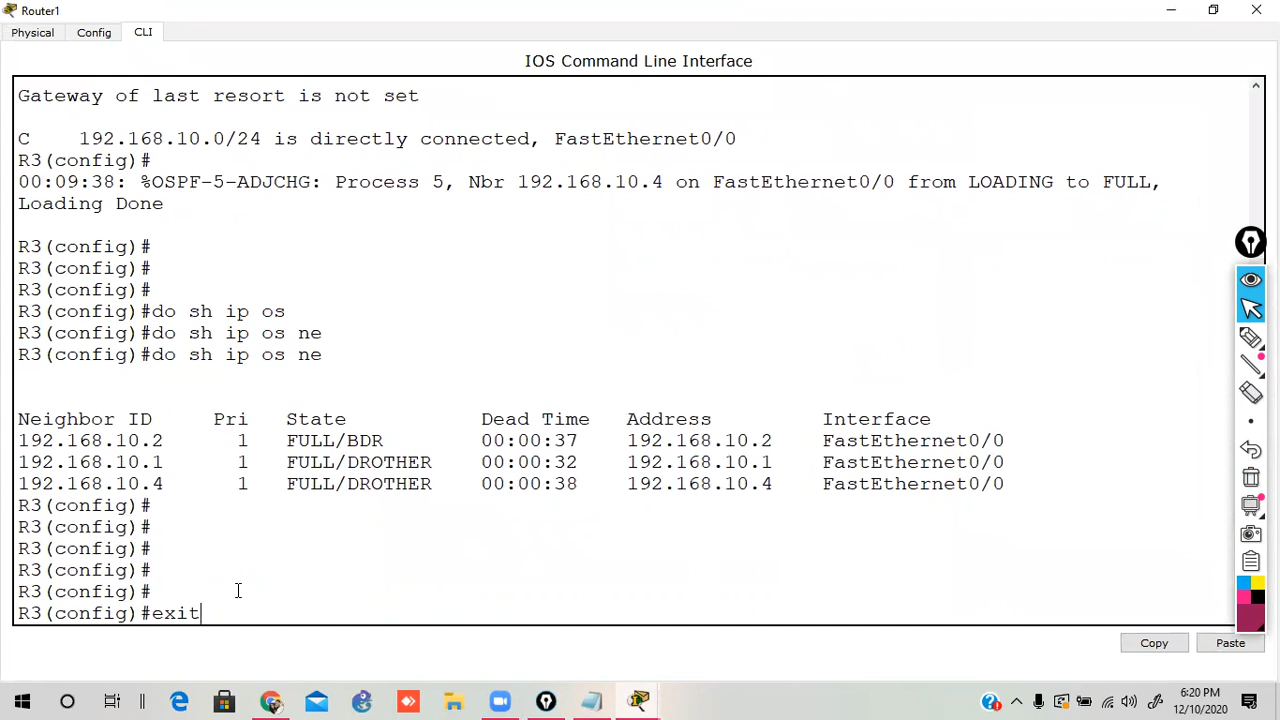 Router1
Physical Config CLI
IOS Command Line Interface
Gateway of last resort is not set
C 192.168.10.0/24 is directly connected, FastEthernet0/0
R3(config)#
00:09:38: %OSPF-5-ADJCHG: Process 5, Nbr 192.168.10.4 on FastEthernet0/0 from LOADING to FULL,
Loading Done
R3(config)#
R3(config)#
R3(config)#
R3(config)#do sh ip os
R3(config)#do sh ip os ne
R3(config)#do sh ip os ne
Neighbor ID Pri State Dead Time Address Interface
192.168.10.2 1 FULL/BDR 00:00:37 192.168.10.2 FastEthernet0/0
192.168.10.1 1 FULL/DROTHER 00:00:32 192.168.10.1 FastEthernet0/0
192.168.10.4 1 FULL/DROTHER 00:00:38 192.168.10.4 FastEthernet0/0
R3(config)#
R3(config)#
R3(config)#
R3(config)#
R3(config)#
R3(config)#exit
Copy Paste
6:20 PM
12/10/2020